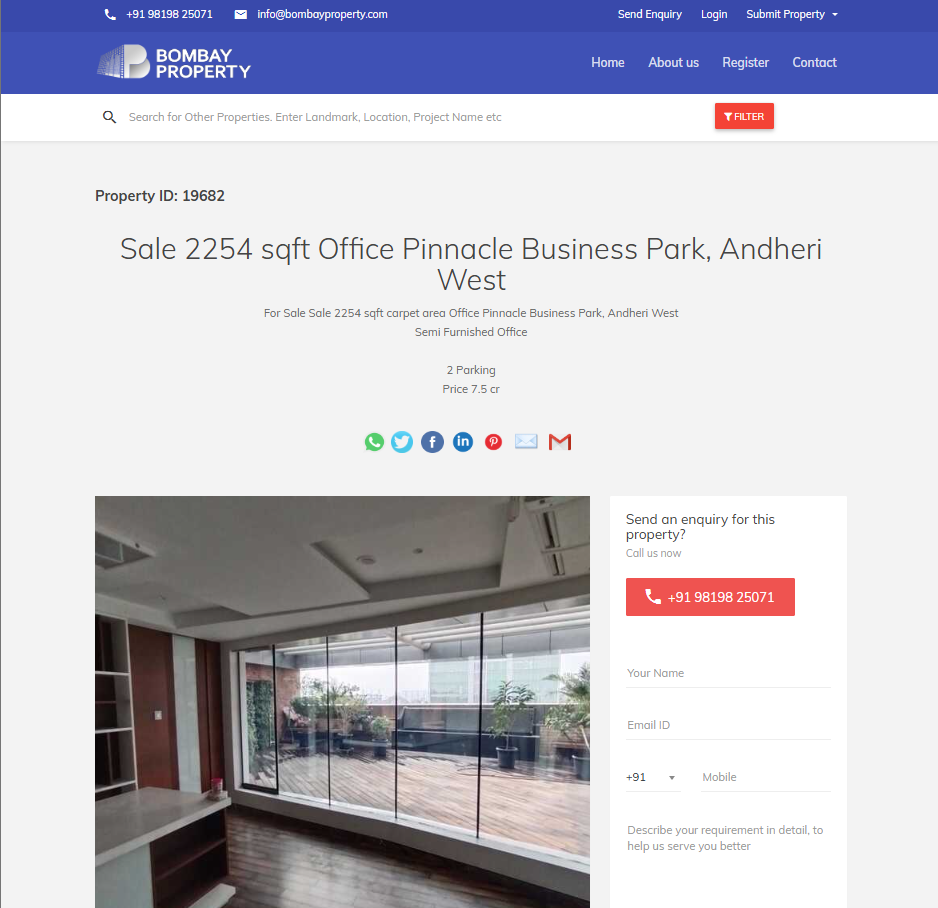 +91 98198 25071 info@bombayproperty.com Send Enquiry Login Submit Property
BOMBAY
PROPERTY
Home About us Register Contact
Search for Other Properties. Enter Landmark, Location, Project Name etc
FILTER
Property ID: 19682
Sale 2254 sqft Office Pinnacle Business Park, Andheri
West
For Sale Sale 2254 sqft carpet area Office Pinnacle Business Park, Andheri West
Semi Furnished Office
2 Parking
Price 7.5 cr
Send an enquiry for this
property?
Call us now
+91 98198 25071
Your Name
Email ID
+91 Mobile
Describe your requirement in detail, to
help us serve you better